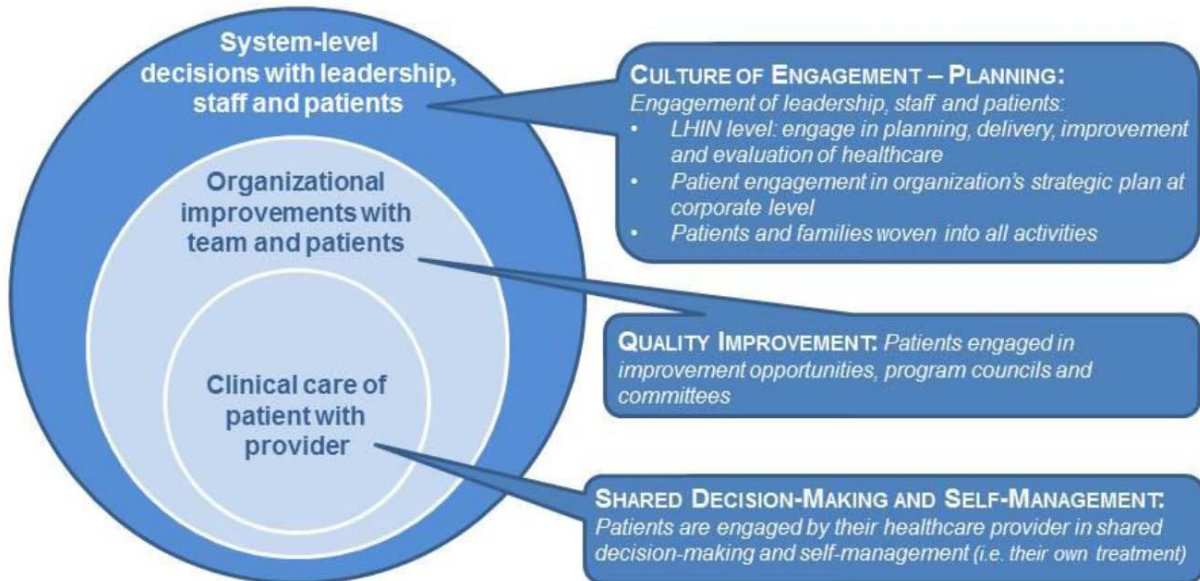 System-level
decisions with leadership,
staff and patients
Organizational
improvements with
team and patients
Clinical care of
patient with
provider
CULTURE OF ENGAGEMENT – PLANNING:
Engagement of leadership, staff and patients:
• LHIN level: engage in planning, delivery, improvement
and evaluation of healthcare
• Patient engagement in organization's strategic plan at
corporate level
• Patients and families woven into all activities
QUALITY IMPROVEMENT: Patients engaged in
improvement opportunities, program councils and
committees
SHARED DECISION-MAKING AND SELF-MANAGEMENT:
Patients are engaged by their healthcare provider in shared
decision-making and self-management (i.e. their own treatment)